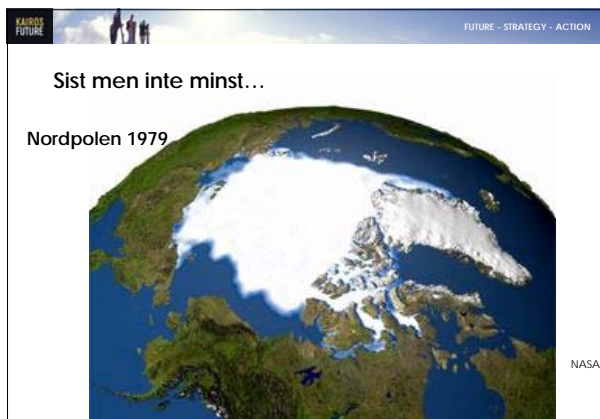 KAIROS
FUTURE
FUTURE - STRATEGY - ACTION
Sist men inte minst...
Nordpolen 1979
NASA